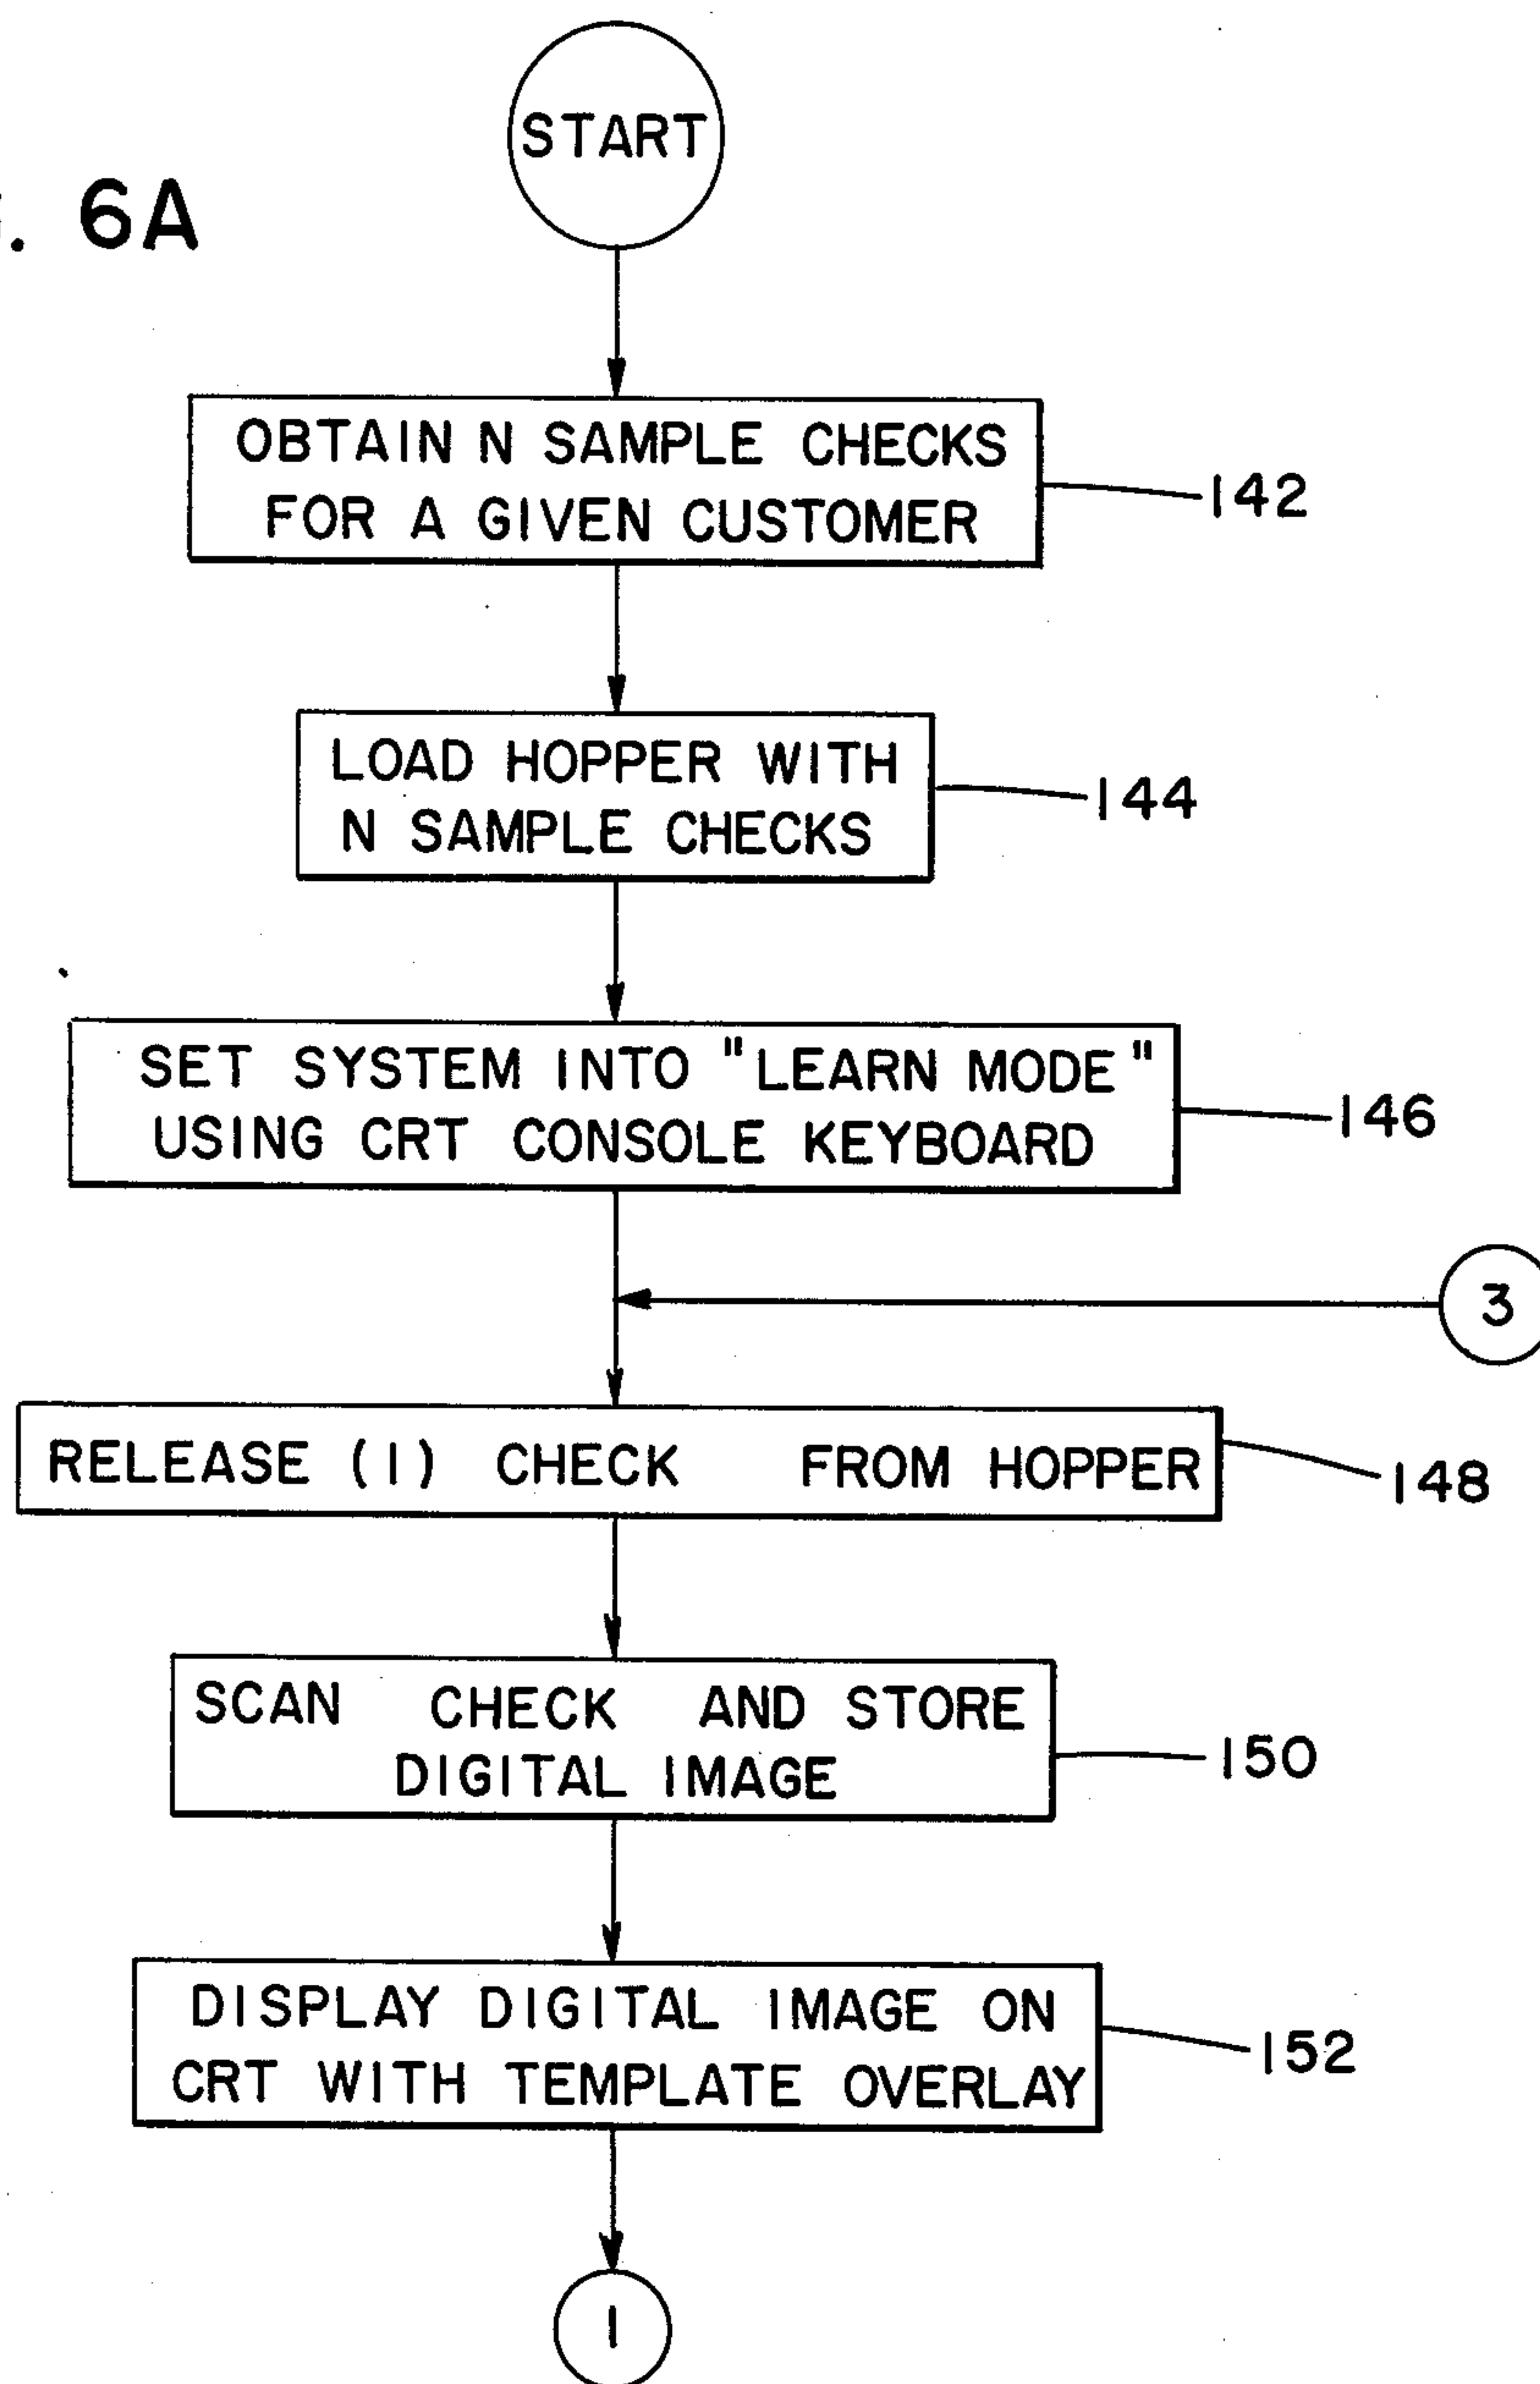 START
. 6A
OBTAIN N SAMPLE CHECKS
FOR A GIVEN CUSTOMER
142
LOAD HOPPER WITH
N SAMPLE CHECKS
144
SET SYSTEM INTO "LEARN MODE"
USING CRT CONSOLE KEYBOARD
146
3
RELEASE (1) CHECK FROM HOPPER
148
SCAN CHECK AND STORE
DIGITAL IMAGE
150
DISPLAY DIGITAL IMAGE ON
CRT WITH TEMPLATE OVERLAY
152
1